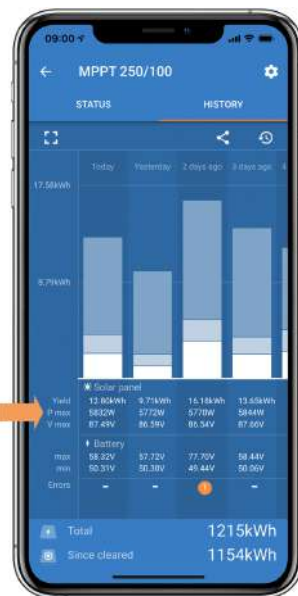 09:00
MPPT 250/100
STATUS HISTORY
Today Yesterday 2 days ago 3 days ago
17.58kWh
8.79kWh
Solar panel
Yield 12.80kWh 9.71kWh 16.18kWh 13.65kWh
P max 5832W 5772W 5770W 5844W
V max 87.49V 86.59V 86.54V 87.66V
Battery
max 58.32V 57.72V 77.70V 58.44V
min 50.31V 50.38V 49.44V 50.06V
Errors - - 1 -
Total 1215kWh
Since cleared 1154kWh